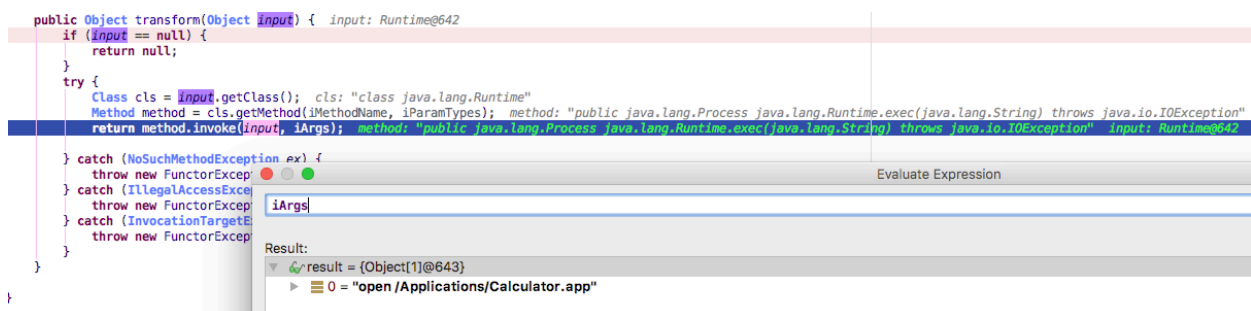 public Object transform(Object input) {  input: Runtime@642
if (input == null) {
return null;
}
try {
Class cls = input.getClass();  cls: "class java.lang.Runtime"
Method method = cls.getMethod(iMethodName, iParamTypes);  method: "public java.lang.Process java.lang.Runtime.exec(java.lang.String) throws java.io.IOException"
return method.invoke(input, iArgs);  method: "public java.lang.Process java.lang.Runtime.exec(java.lang.String) throws java.io.IOException"  input: Runtime@642
} catch (NoSuchMethodException ex) {
throw new FunctorExcep
} catch (IllegalAccessExce
throw new FunctorExcep
} catch (InvocationTargetE
throw new FunctorExcep
}
}
}
Evaluate Expression
iArgs
Result:
result = {Object[1]@643}
0 = "open /Applications/Calculator.app"